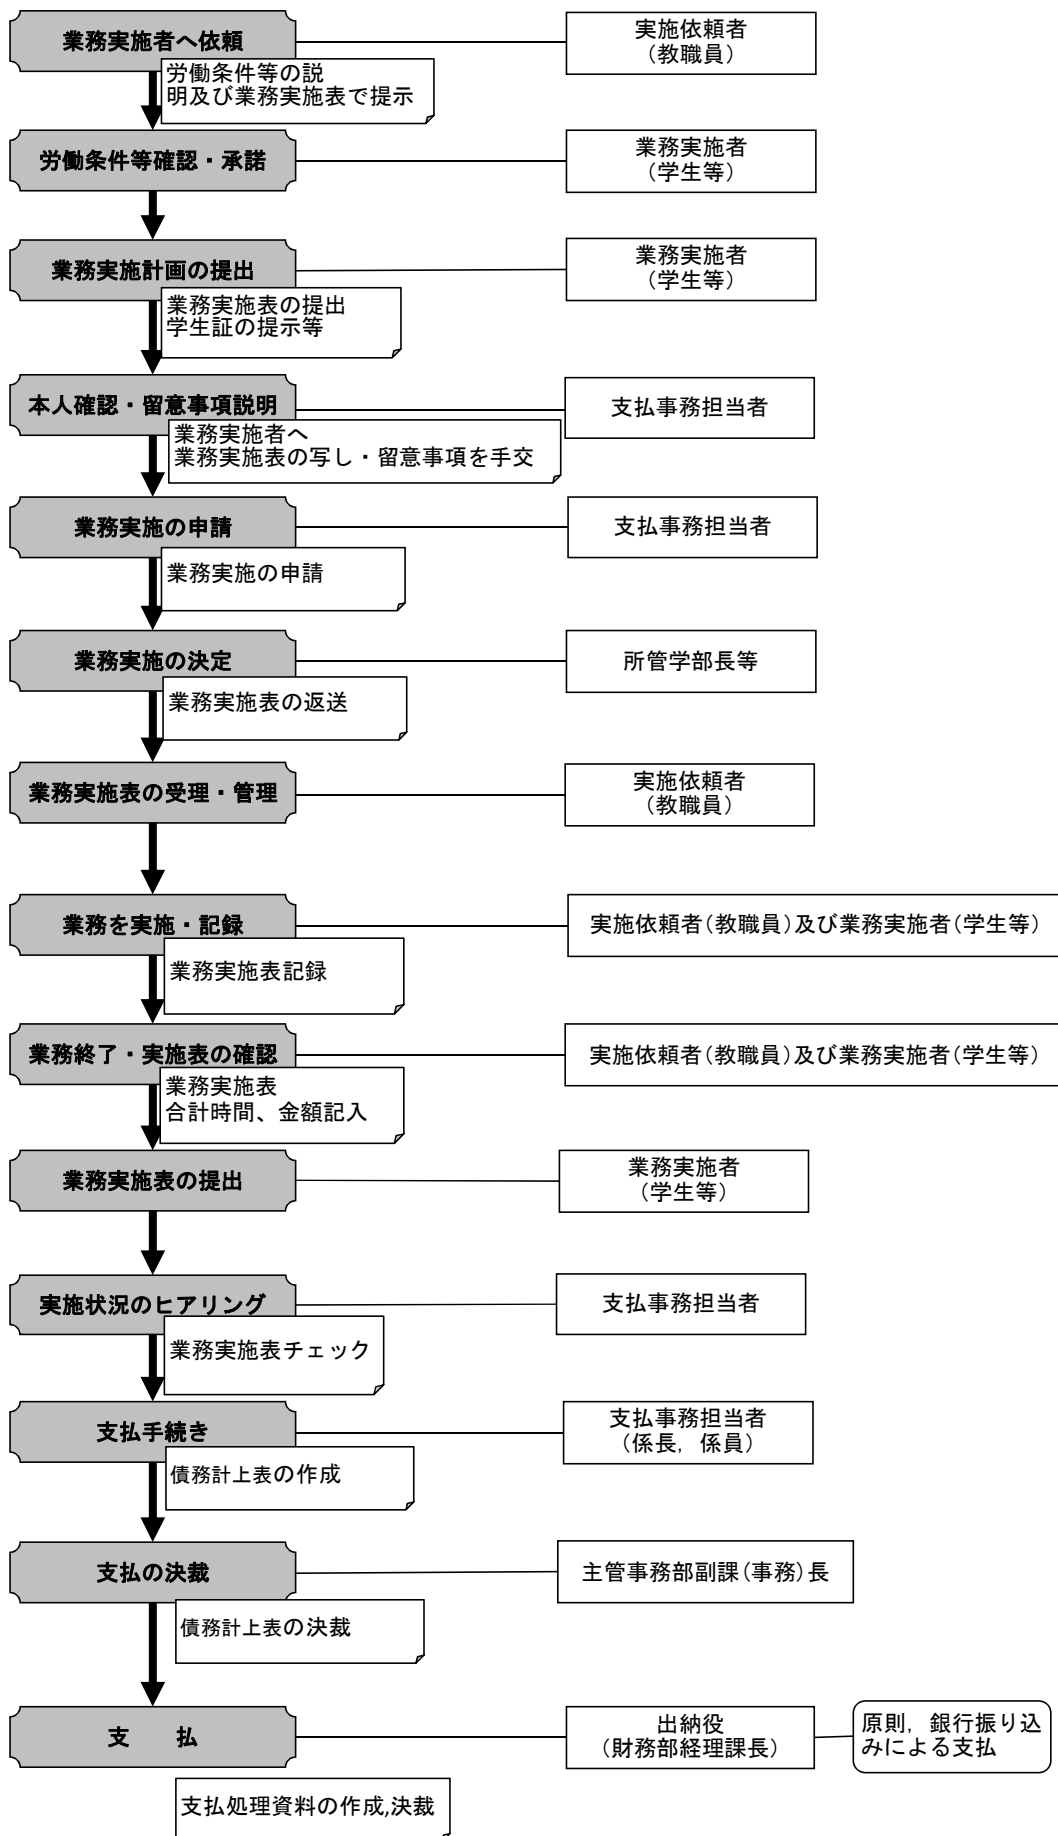 業務実施者へ依頼
実施依頼者
（教職員）
労働条件等の説
明及び業務実施表で提示
労働条件等確認・承諾
業務実施者
（学生等）
業務実施計画の提出
業務実施者
（学生等）
業務実施表の提出
学生証の提示等
本人確認・留意事項説明
支払事務担当者
業務実施者へ
業務実施表の写し・留意事項を手交
業務実施の申請
支払事務担当者
業務実施の申請
業務実施の決定
所管学部長等
業務実施表の返送
業務実施表の受理・管理
実施依頼者
（教職員）
業務を実施・記録
実施依頼者（教職員）及び業務実施者（学生等）
業務実施表記録
業務終了・実施表の確認
実施依頼者（教職員）及び業務実施者（学生等）
業務実施表
合計時間、金額記入
業務実施表の提出
業務実施者
（学生等）
実施状況のヒアリング
支払事務担当者
業務実施表チェック
支払手続き
支払事務担当者
（係長，係員）
債務計上表の作成
支払の決裁
主管事務部副課（事務）長
債務計上表の決裁
支　　払
出納役
（財務部経理課長）
原則，銀行振り込
みによる支払
支払処理資料の作成,決裁